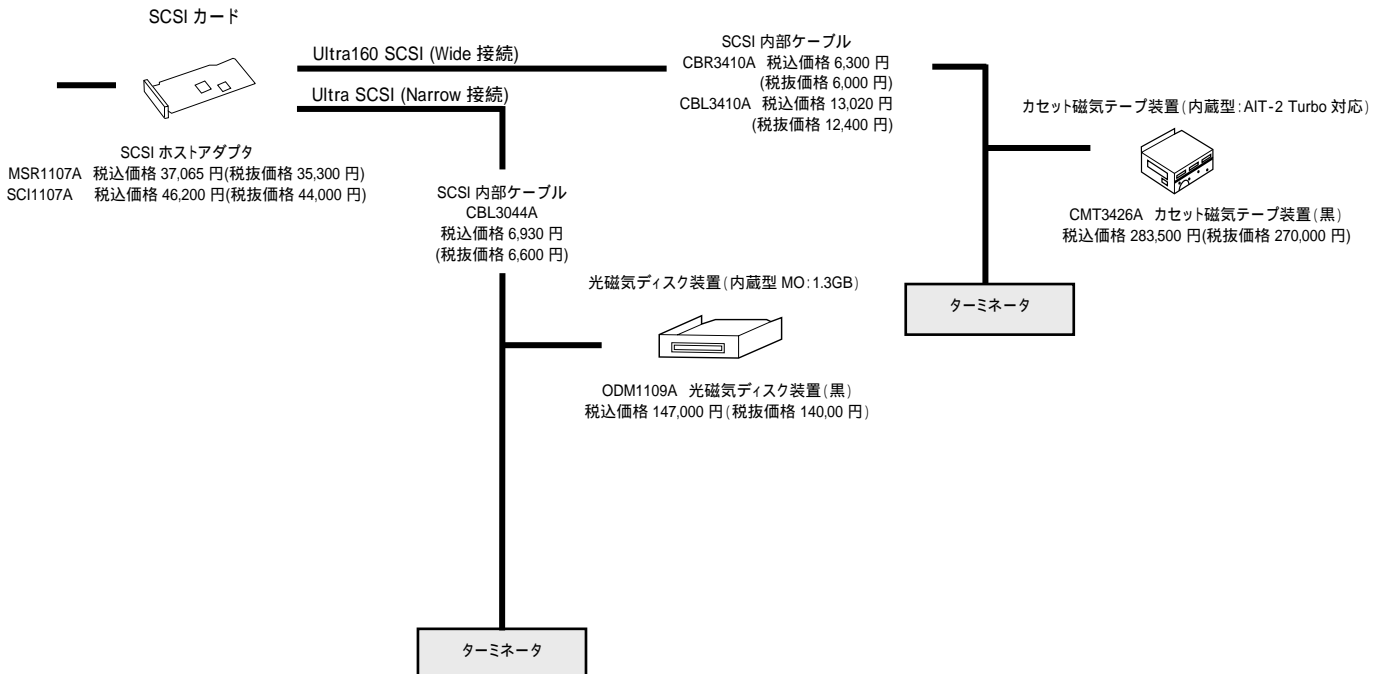 SCSI カード
Ultra160 SCSI (Wide 接続)
Ultra SCSI (Narrow 接続)
SCSI ホストアダプタ
MSR1107A 税込価格 37,065 円(税抜価格 35,300 円)
SCI1107A 税込価格 46,200 円(税抜価格 44,000 円)
SCSI 内部ケーブル
CBR3410A 税込価格 6,300 円
(税抜価格 6,000 円)
CBL3410A 税込価格 13,020 円
(税抜価格 12,400 円)
カセット磁気テープ装置(内蔵型:AIT-2 Turbo 対応)
CMT3426A カセット磁気テープ装置(黒)
税込価格 283,500 円(税抜価格 270,000 円)
ターミネータ
SCSI 内部ケーブル
CBL3044A
税込価格 6,930 円
(税抜価格 6,600 円)
光磁気ディスク装置(内蔵型 MO:1.3GB)
ODM1109A 光磁気ディスク装置(黒)
税込価格 147,000 円(税抜価格 140,00 円)
ターミネータ